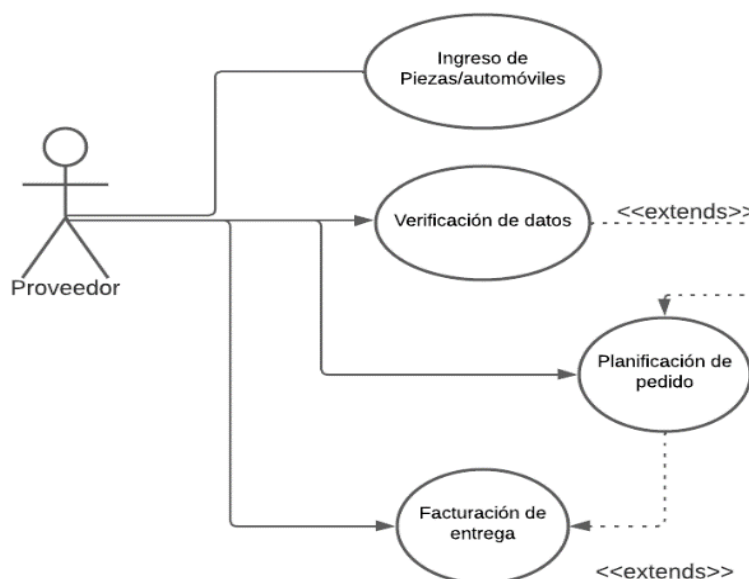 Ingreso de
Piezas/automóviles
Verificación de datos
<<extends>>
Proveedor
Planificación de
pedido
Facturación de
entrega
<<extends>>